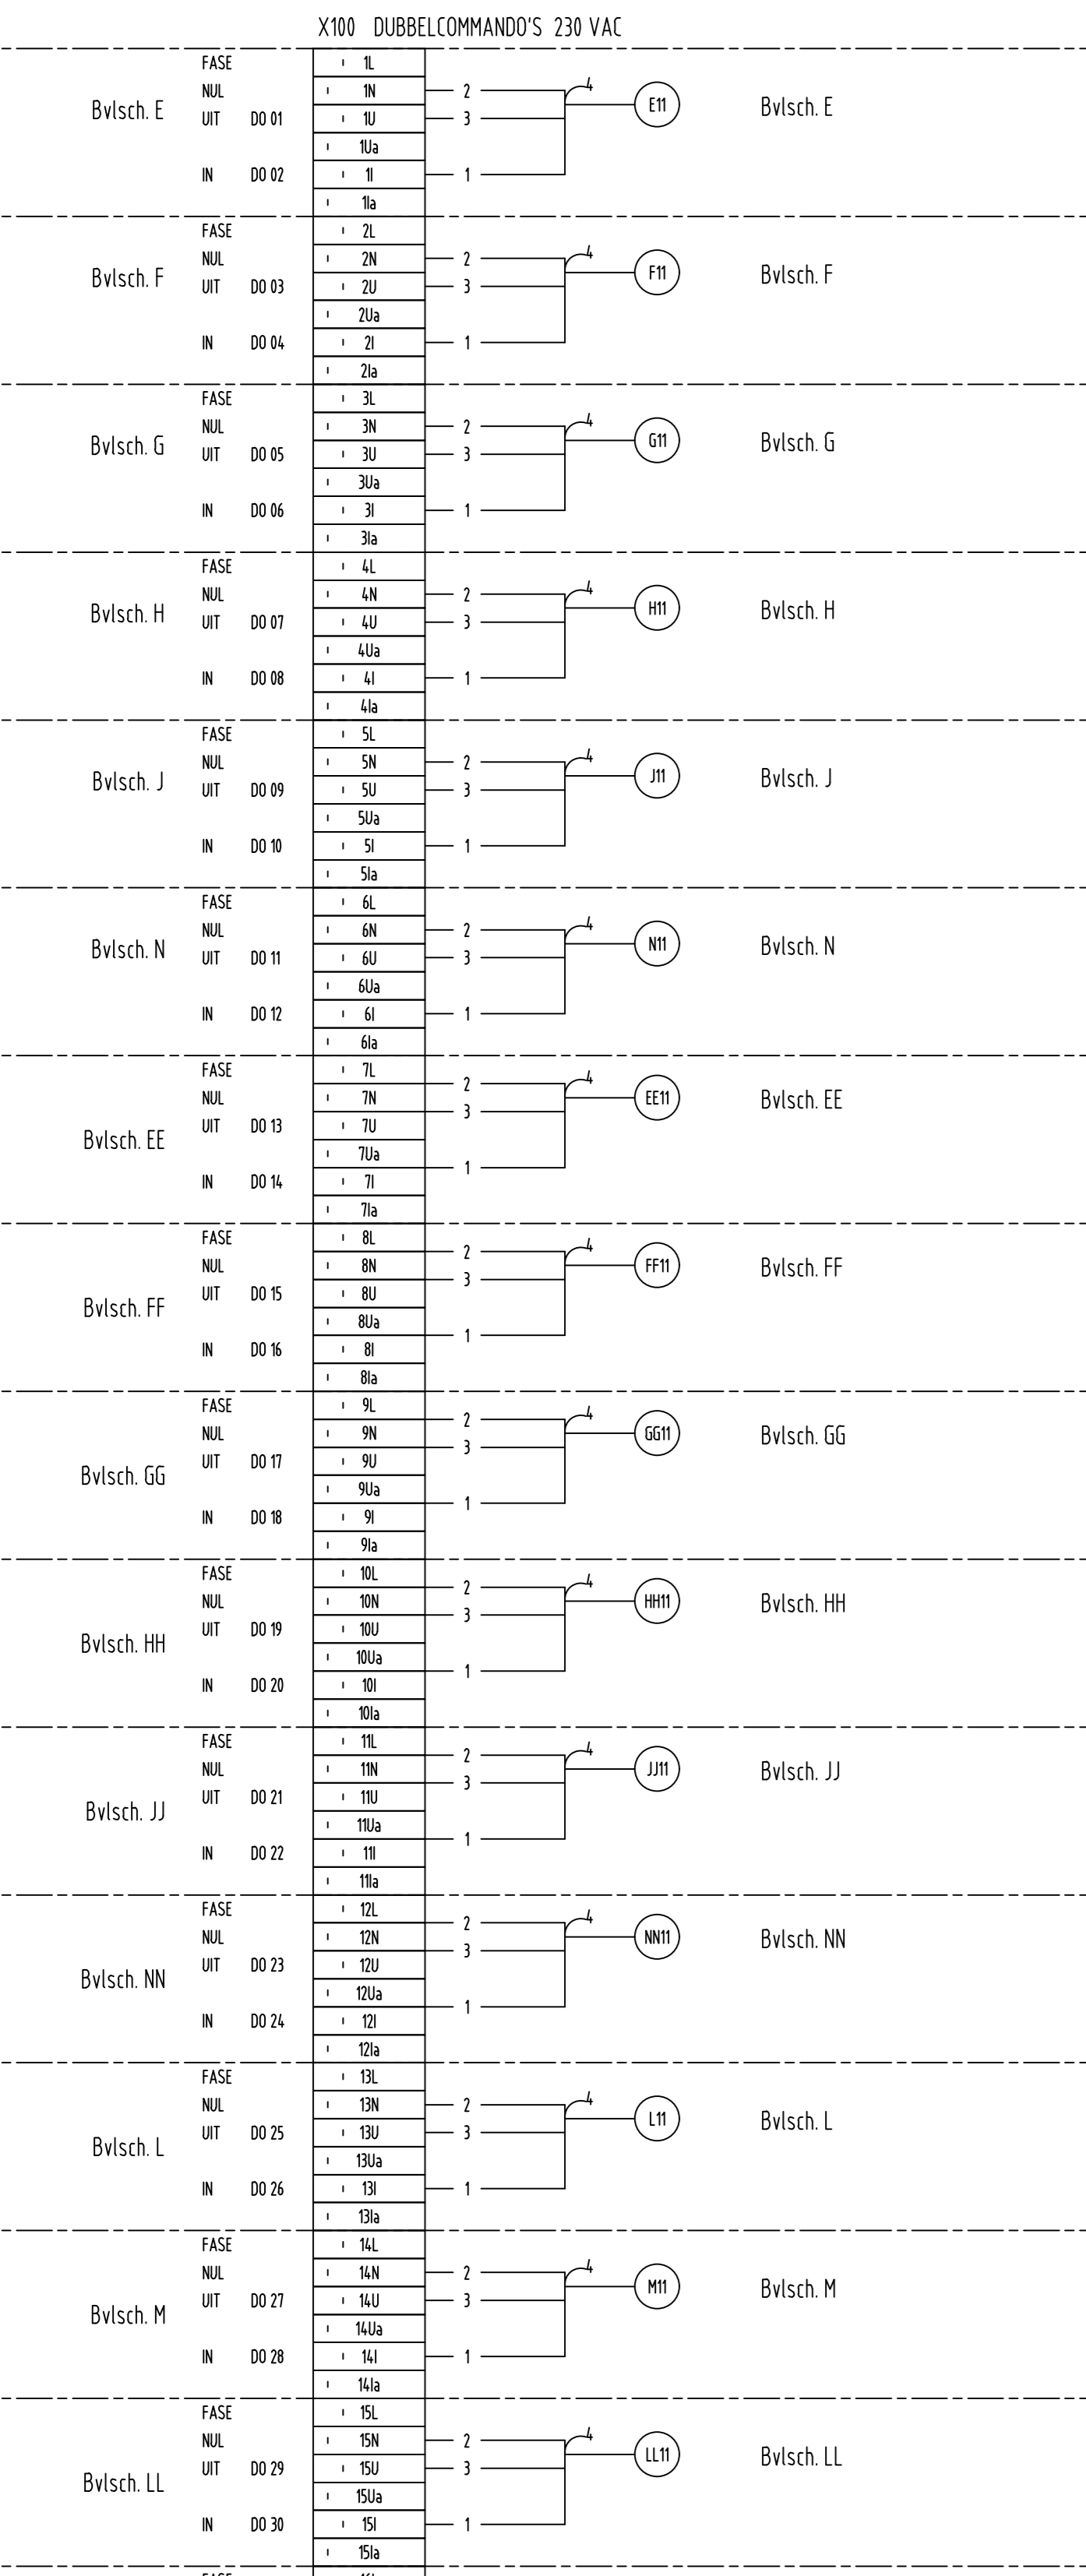 X100 DUBBELCOMMANDO'S 230 VAC
FASE 1L
NUL 1N 2 4
Bvlsch. E E11 Bvlsch. E
UIT DO 01 1U 3
1Ua
IN DO 02 1I 1
1Ia
FASE 2L
NUL 2N 2 4
Bvlsch. F F11 Bvlsch. F
UIT DO 03 2U 3
2Ua
IN DO 04 2I 1
2Ia
FASE 3L
NUL 3N 2 4
Bvlsch. G G11 Bvlsch. G
UIT DO 05 3U 3
3Ua
IN DO 06 3I 1
3Ia
FASE 4L
NUL 4N 2 4
Bvlsch. H H11 Bvlsch. H
UIT DO 07 4U 3
4Ua
IN DO 08 4I 1
4Ia
FASE 5L
NUL 5N 2 4
Bvlsch. J J11 Bvlsch. J
UIT DO 09 5U 3
5Ua
IN DO 10 5I 1
5Ia
FASE 6L
NUL 6N 2 4
Bvlsch. N N11 Bvlsch. N
UIT DO 11 6U 3
6Ua
IN DO 12 6I 1
6Ia
FASE 7L
2 4
NUL 7N EE11 Bvlsch. EE
3
UIT DO 13 7U
Bvlsch. EE
7Ua
1
IN DO 14 7I
7Ia
FASE 8L
2 4
NUL 8N FF11 Bvlsch. FF
3
UIT DO 15 8U
Bvlsch. FF
8Ua
1
IN DO 16 8I
8Ia
FASE 9L
2 4
NUL 9N GG11 Bvlsch. GG
3
UIT DO 17 9U
Bvlsch. GG
9Ua
1
IN DO 18 9I
9Ia
FASE 10L
2 4
NUL 10N HH11 Bvlsch. HH
3
UIT DO 19 10U
Bvlsch. HH
10Ua
1
IN DO 20 10I
10Ia
FASE 11L
2 4
NUL 11N JJ11 Bvlsch. JJ
3
UIT DO 21 11U
Bvlsch. JJ
11Ua
1
IN DO 22 11I
11Ia
FASE 12L
2 4
NUL 12N NN11 Bvlsch. NN
3
UIT DO 23 12U
Bvlsch. NN
12Ua
1
IN DO 24 12I
12Ia
FASE 13L
NUL 13N 2 4
L11 Bvlsch. L
UIT DO 25 13U 3
Bvlsch. L
13Ua
IN DO 26 13I 1
13Ia
FASE 14L
NUL 14N 2 4
M11 Bvlsch. M
UIT DO 27 14U 3
Bvlsch. M
14Ua
IN DO 28 14I 1
14Ia
FASE 15L
NUL 15N 2 4
LL11 Bvlsch. LL
UIT DO 29 15U 3
Bvlsch. LL
15Ua
IN DO 30 15I 1
15Ia